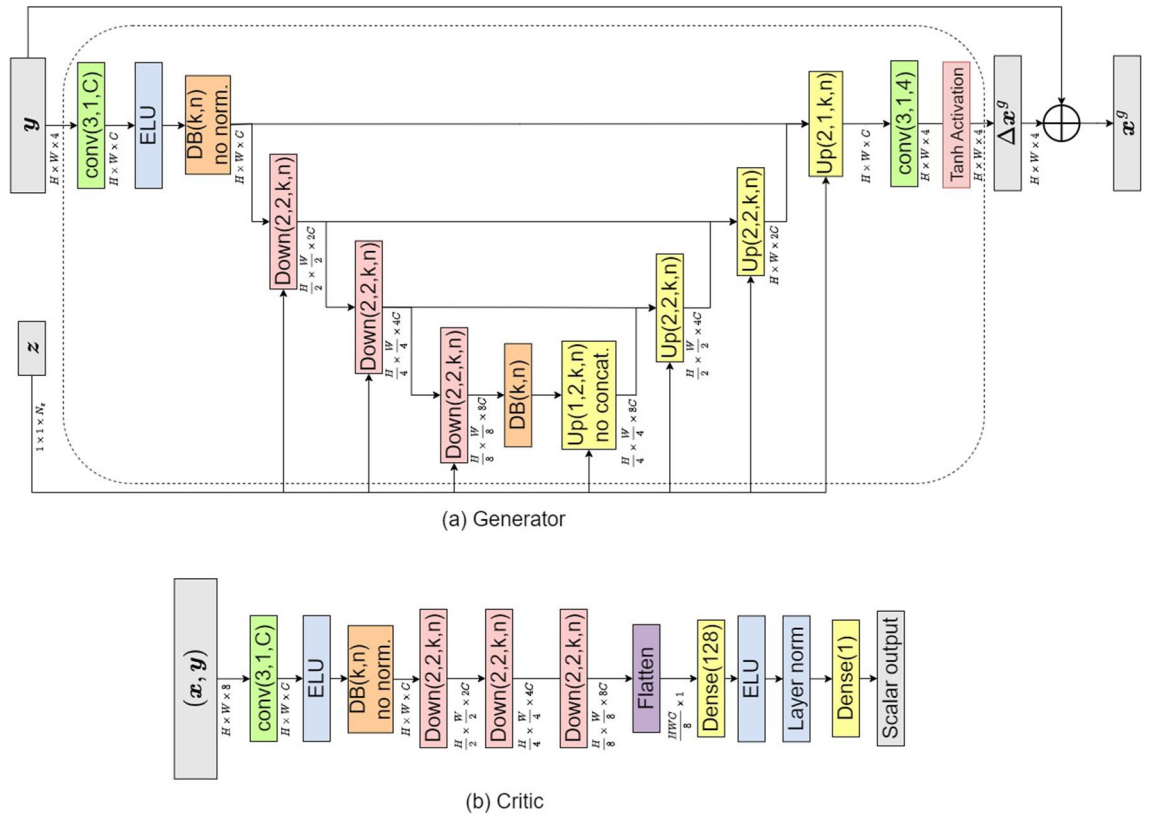 y
H × W × 4
conv(3,1,C)
H × W × C
ELU
DB(k,n)
no norm.
H × W × C
Down(2,2,k,n)
H/2 × W/2 × 2C
Down(2,2,k,n)
H/4 × W/4 × 4C
Down(2,2,k,n)
H/8 × W/8 × 8C
DB(k,n)
Up(1,2,k,n)
no concat.
H/4 × W/4 × 8C
Up(2,2,k,n)
H/2 × W/2 × 4C
Up(2,2,k,n)
H × W × 2C
Up(2,1,k,n)
H × W × C
conv(3,1,4)
H × W × 4
Tanh Activation
H × W × 4
Δx^g
H × W × 4
x^g
z
1 × 1 × N_z
(a) Generator
(x, y)
H × W × 8
conv(3,1,C)
H × W × C
ELU
DB(k,n)
no norm.
H × W × C
Down(2,2,k,n)
H/2 × W/2 × 2C
Down(2,2,k,n)
H/4 × W/4 × 4C
Down(2,2,k,n)
H/8 × W/8 × 8C
Flatten
HWC/8 × 1
Dense(128)
ELU
Layer norm
Dense(1)
Scalar output
(b) Critic